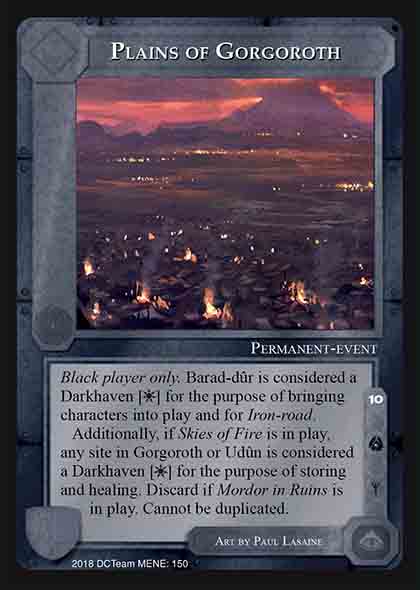 Plains of Gorgoroth
Permanent-event
Black player only. Barad-dûr is considered a
Darkhaven [☀] for the purpose of bringing
characters into play and for Iron-road.
Additionally, if Skies of Fire is in play,
any site in Gorgoroth or Udûn is considered
a Darkhaven [☀] for the purpose of storing
and healing. Discard if Mordor in Ruins is
in play. Cannot be duplicated.
10
Art by Paul Lasaine
2018 DCTeam MENE: 150